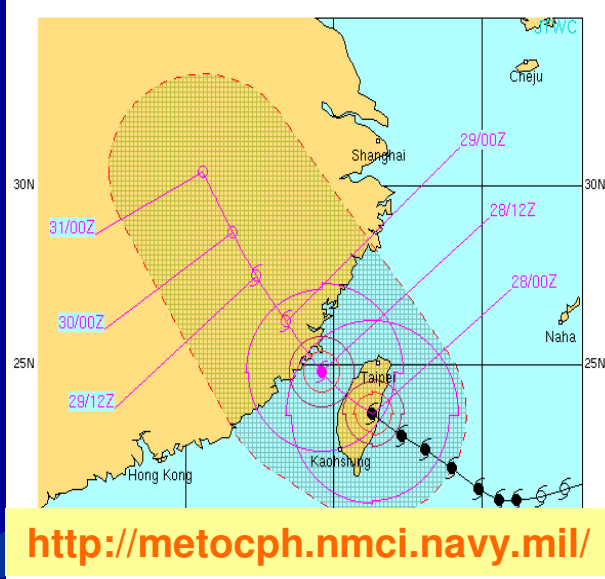 JTWC
Cheju
29/00Z
Shanghai
30N
30N
28/12Z
31/00Z
28/00Z
30/00Z
Naha
25N
25N
Taipei
29/12Z
Kaohsiung
Hong Kong
http://metocph.nmci.navy.mil/